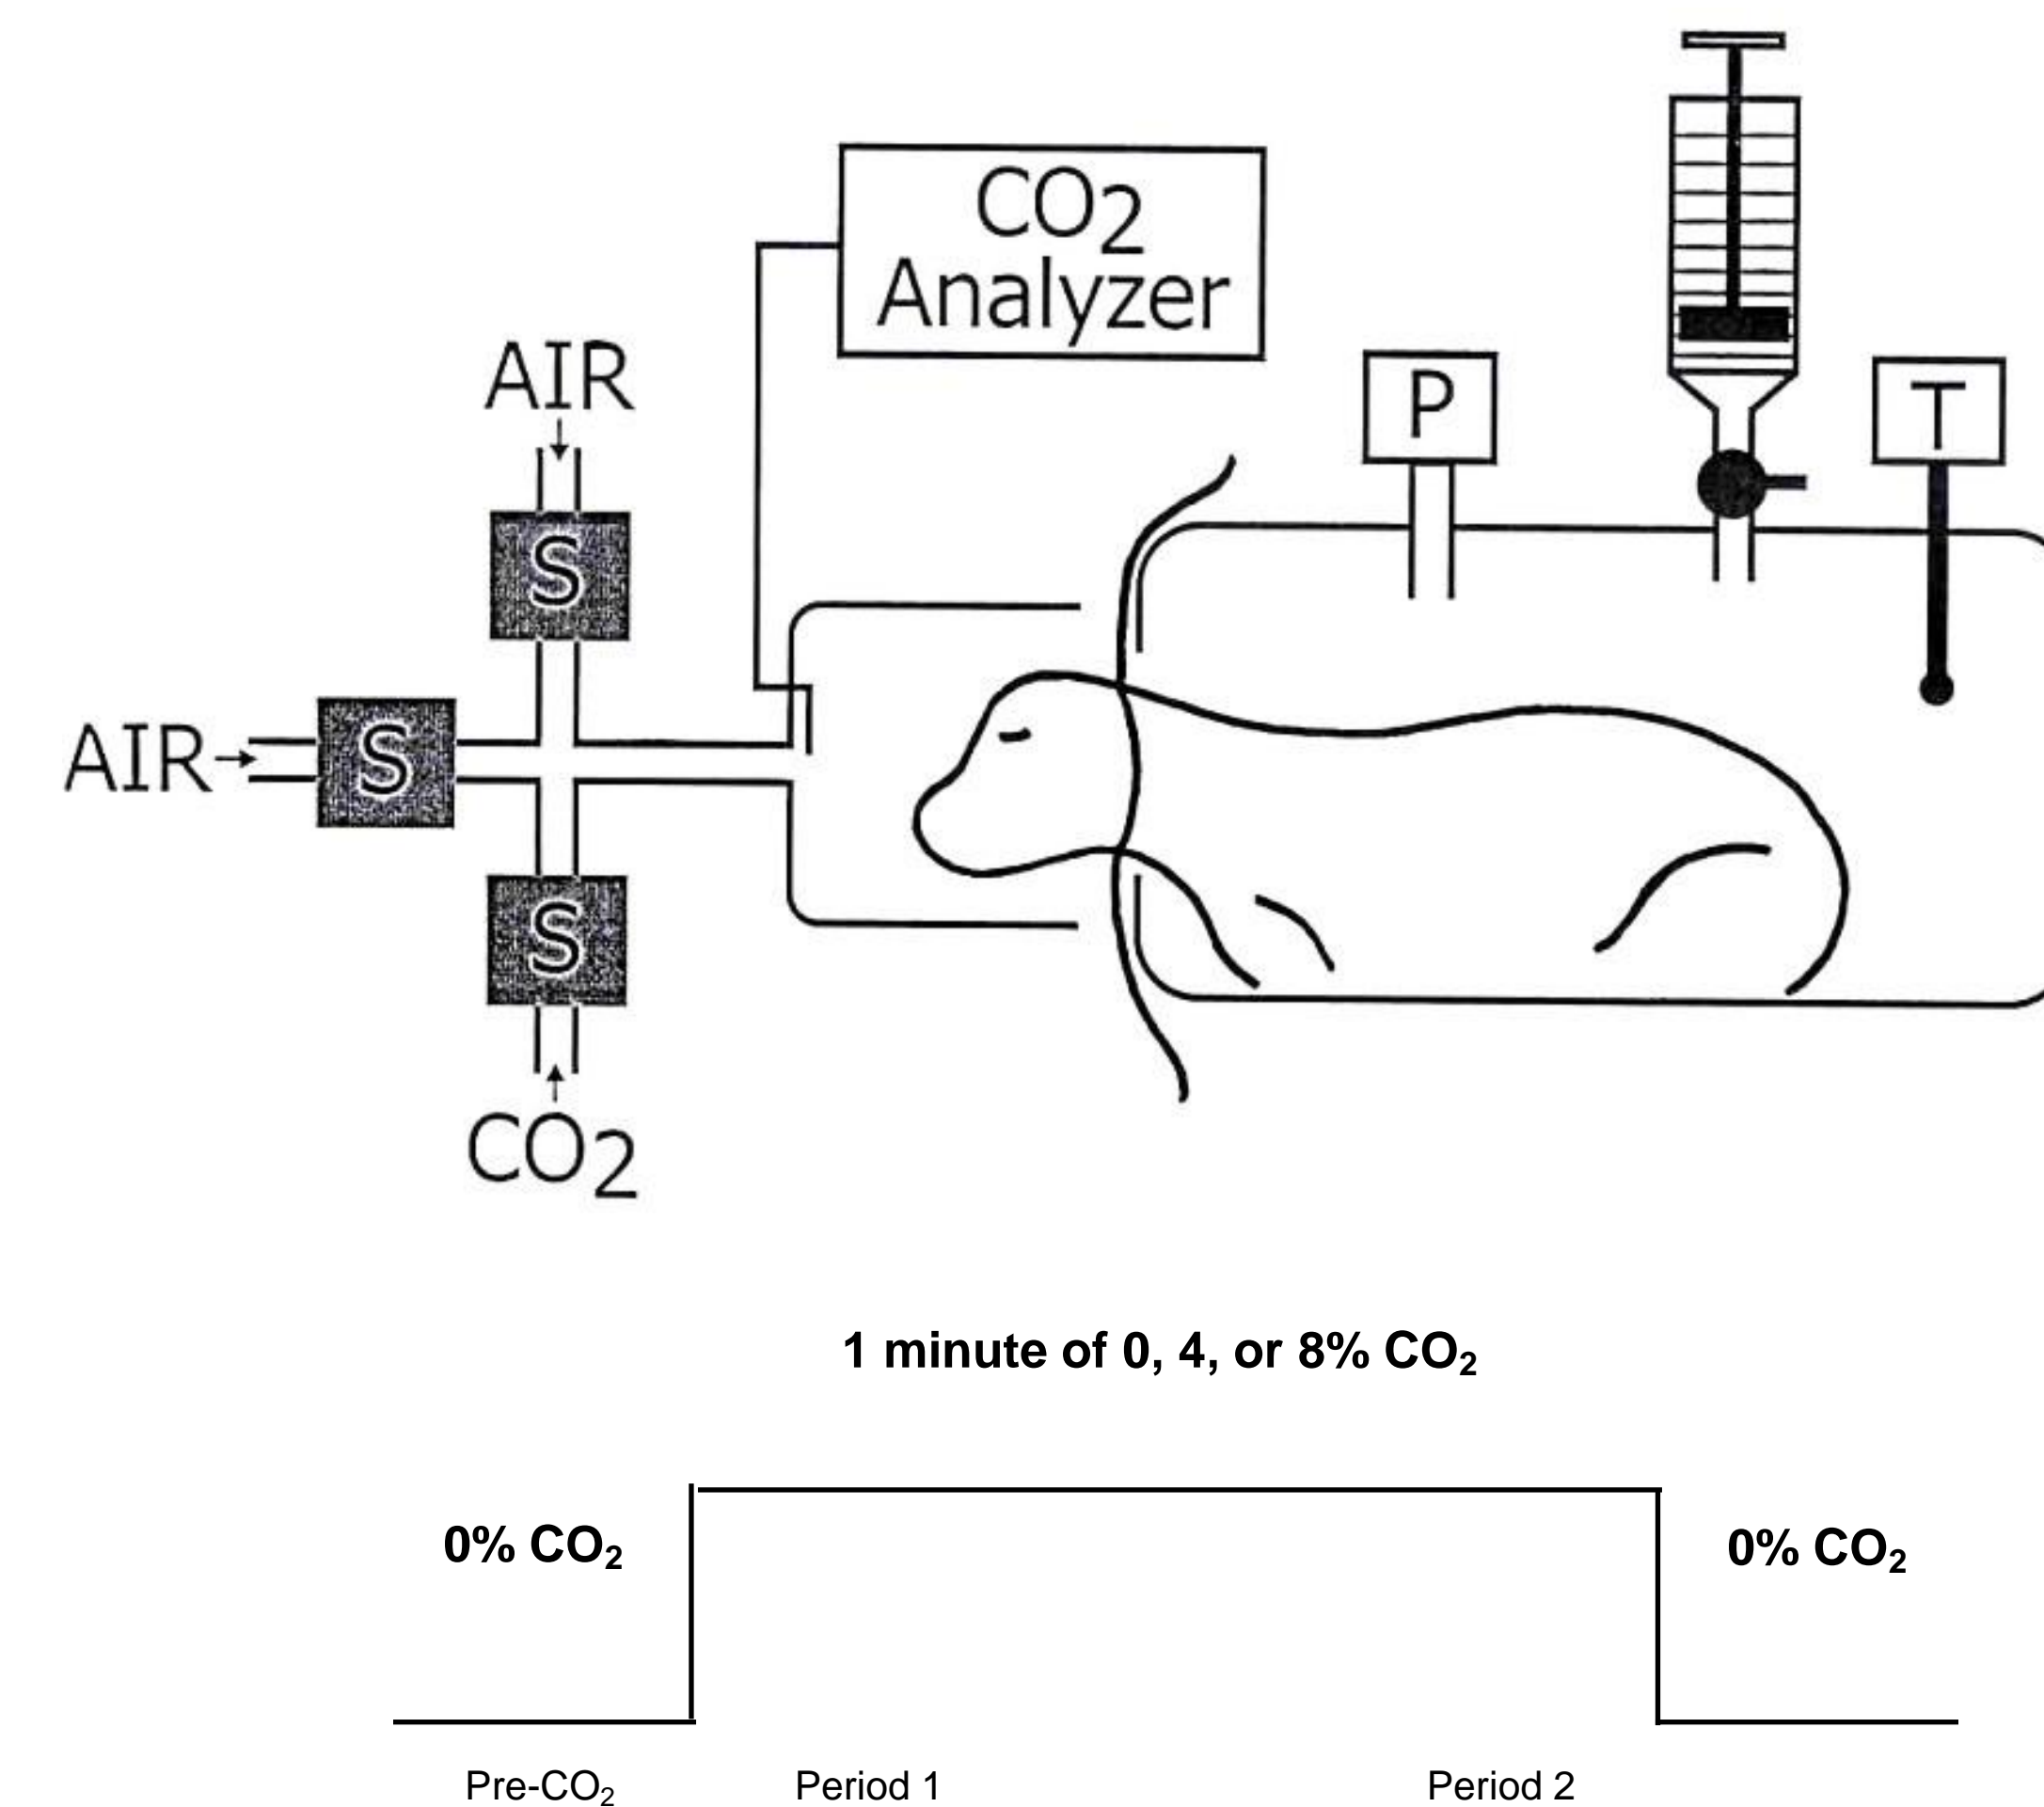 CO2
Analyzer
P
T
AIR
S
AIR
S
S
CO2
1 minute of 0, 4, or 8% CO₂
0% CO₂
0% CO₂
Pre-CO₂
Period 1
Period 2